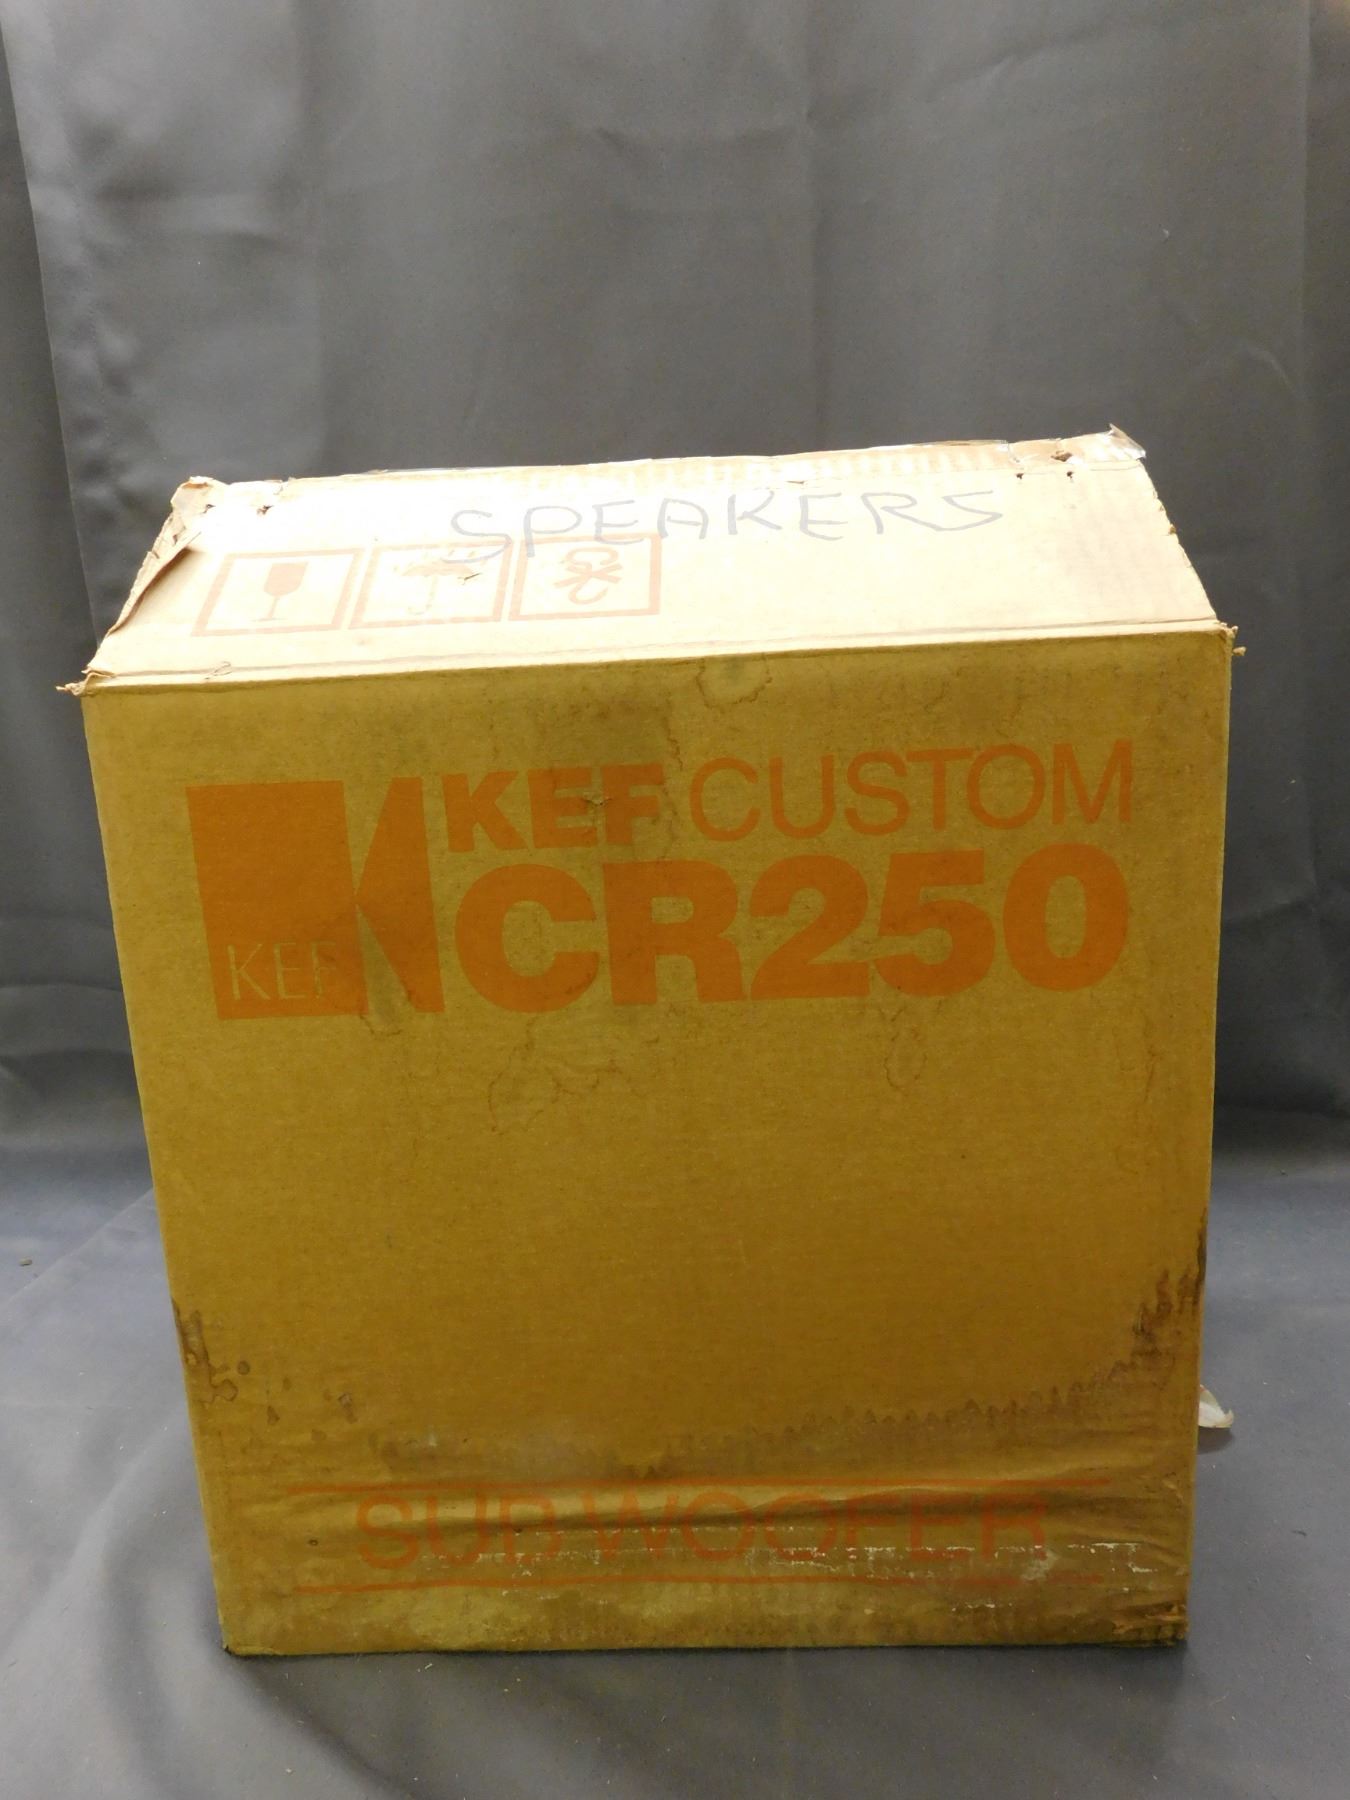 SPEAKERS
KEF CUSTOM
CR250
KEF
SUB WOOFER